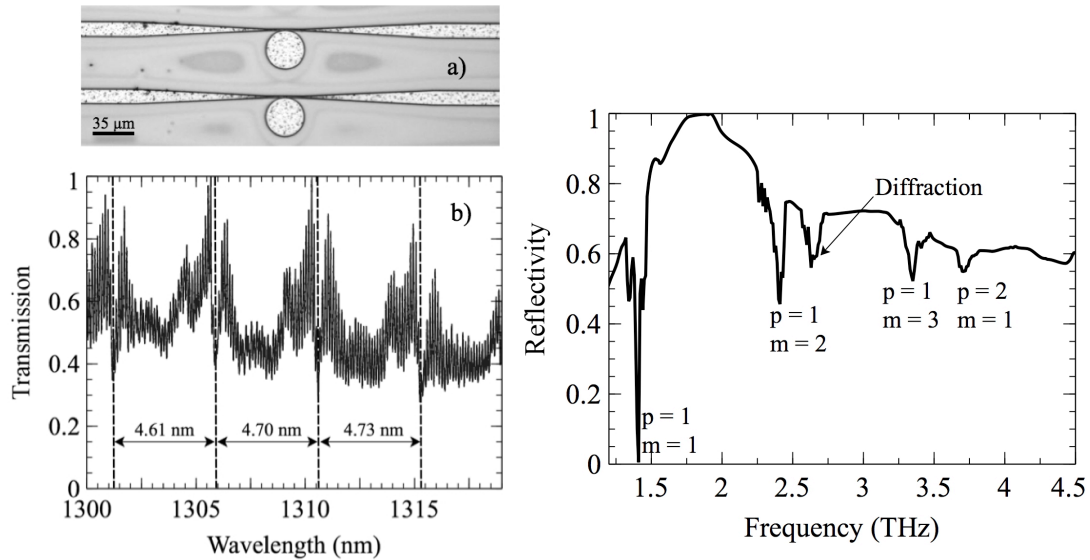 a)
35 µm
b)
Transmission
1
0.8
0.6
0.4
0.2
0
4.61 nm 4.70 nm 4.73 nm
1300 1305 1310 1315
Wavelength (nm)
Reflectivity
1
0.8
0.6
0.4
0.2
0
Diffraction
p = 1
m = 1
p = 1
m = 2
p = 1
m = 3
p = 2
m = 1
1.5 2 2.5 3 3.5 4 4.5
Frequency (THz)